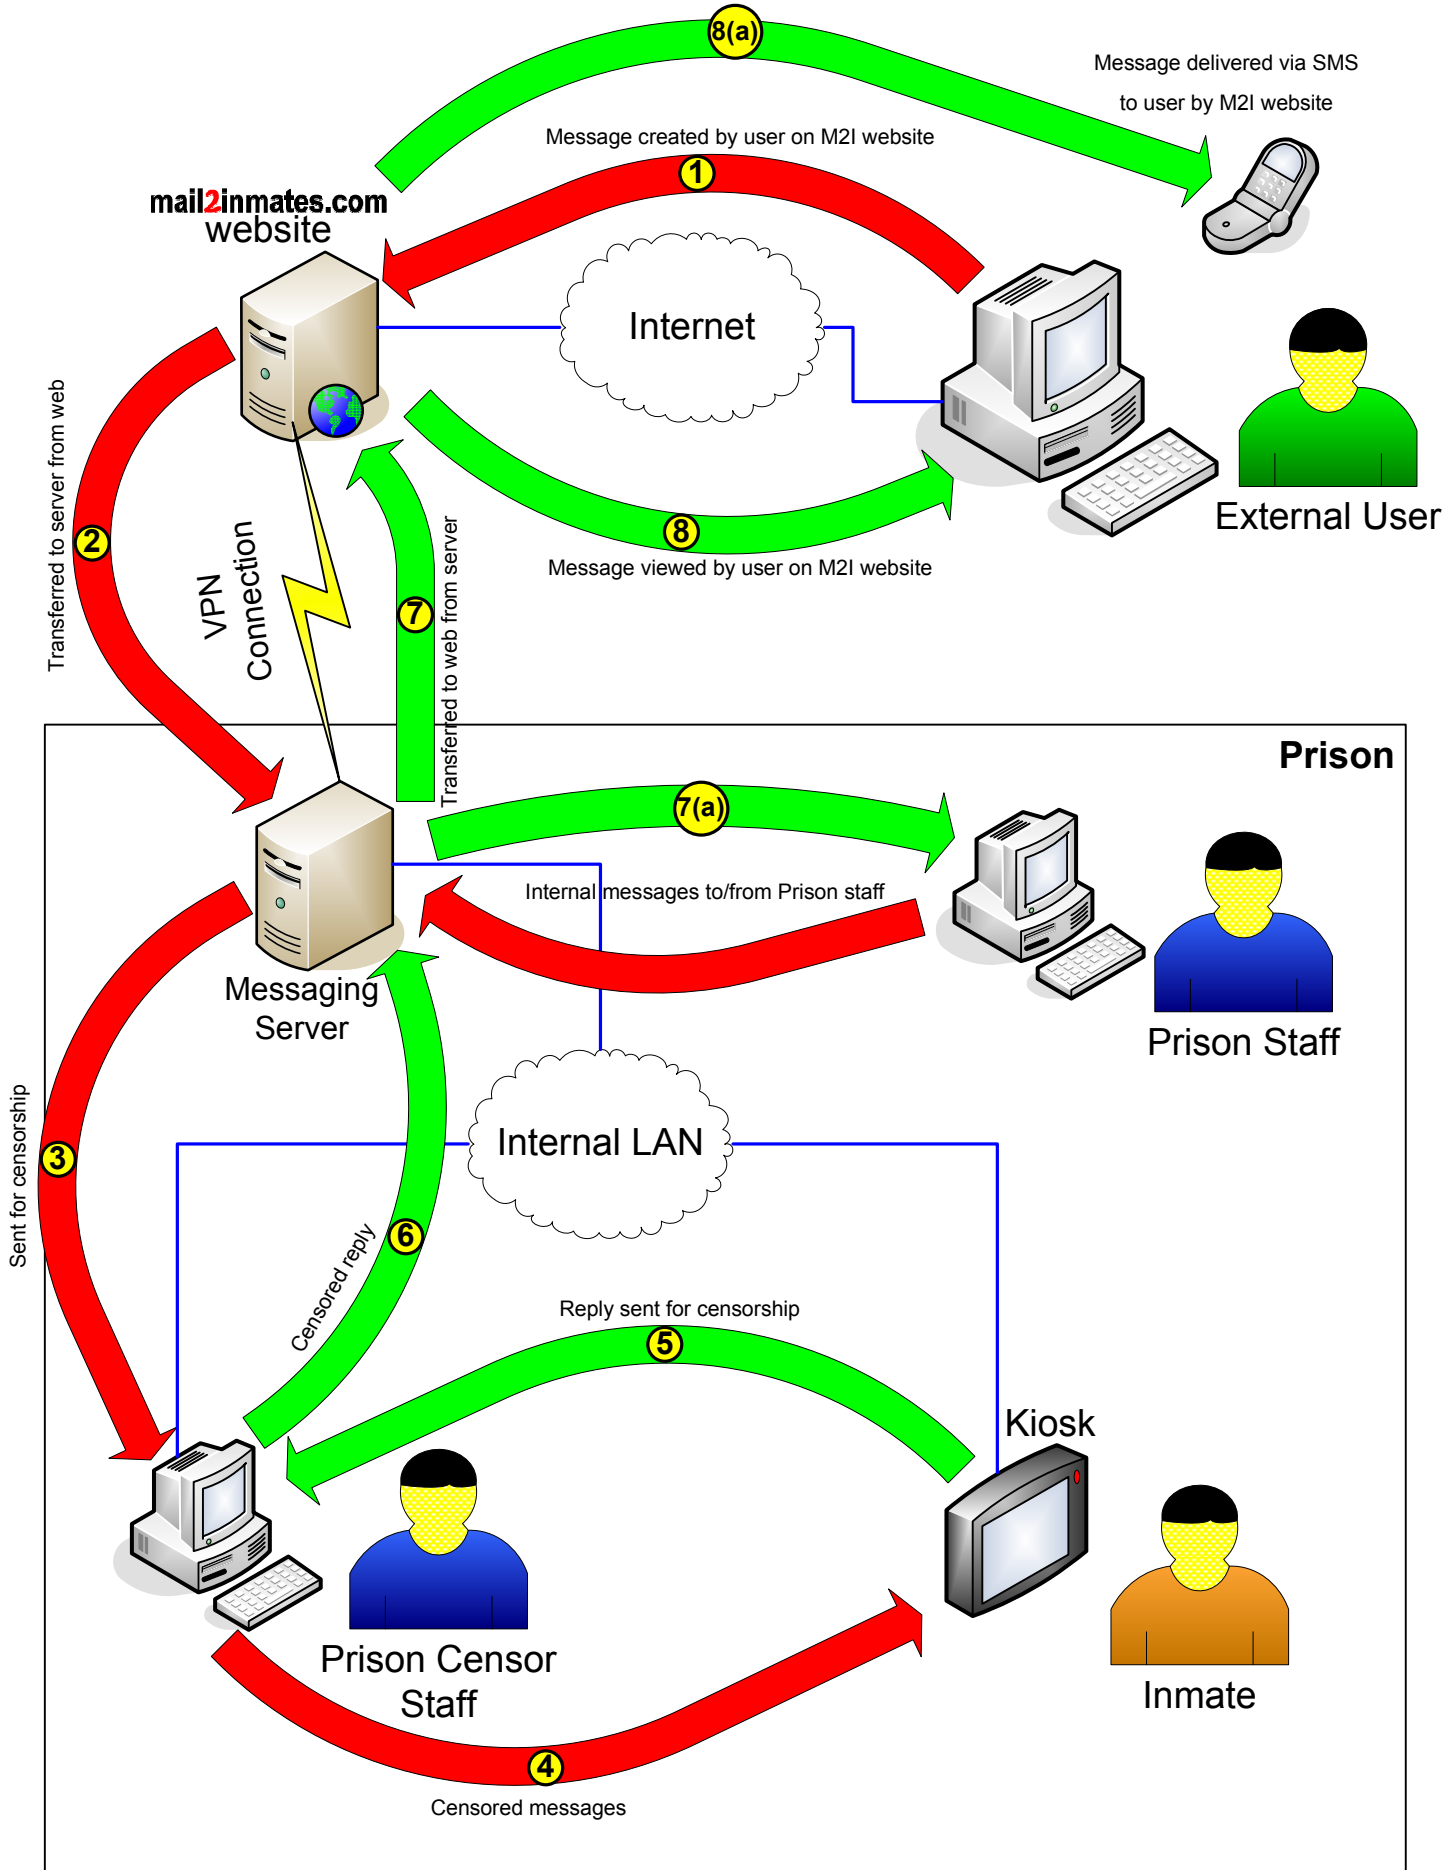 8(a)
Message delivered via SMS
to user by M2I website
Message created by user on M2I website
1
mail2inmates.com
website
Internet
Transferred to server from web
2
VPN
Connection
7
Transferred to web from server
8
Message viewed by user on M2I website
External User
Prison
7(a)
Internal messages to/from Prison staff
Messaging
Server
Prison Staff
Sent for censorship
3
Internal LAN
6
Censored reply
Reply sent for censorship
5
Kiosk
Prison Censor
Staff
Inmate
4
Censored messages